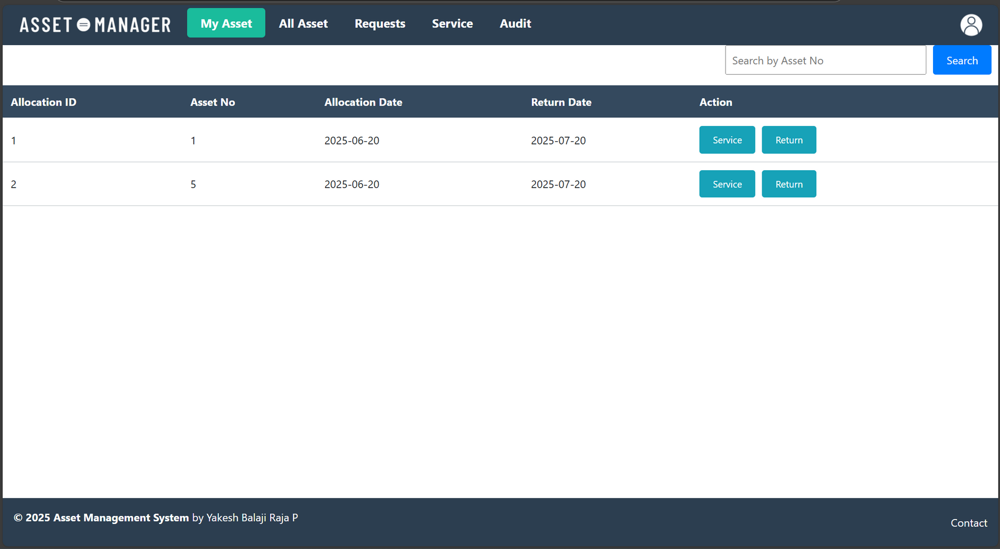 ASSET MANAGER My Asset All Asset Requests Service Audit
Search by Asset No Search
Allocation ID Asset No Allocation Date Return Date Action
1 1 2025-06-20 2025-07-20 Service Return
2 5 2025-06-20 2025-07-20 Service Return
© 2025 Asset Management System by Yakesh Balaji Raja P
Contact